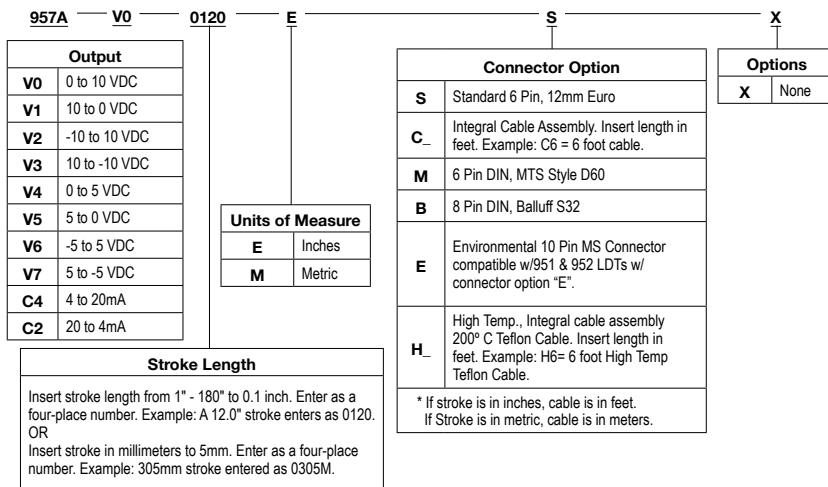 957A V0 0120 E S X
Output
V0 0 to 10 VDC
V1 10 to 0 VDC
V2 -10 to 10 VDC
V3 10 to -10 VDC
V4 0 to 5 VDC
V5 5 to 0 VDC
V6 -5 to 5 VDC
V7 5 to -5 VDC
C4 4 to 20mA
C2 20 to 4mA
Stroke Length
Insert stroke length from 1" - 180" to 0.1 inch. Enter as a
four-place number. Example: A 12.0" stroke enters as 0120.
OR
Insert stroke in millimeters to 5mm. Enter as a four-place
number. Example: 305mm stroke entered as 0305M.
Units of Measure
E Inches
M Metric
Connector Option
S Standard 6 Pin, 12mm Euro
C_ Integral Cable Assembly. Insert length in
feet. Example: C6 = 6 foot cable.
M 6 Pin DIN, MTS Style D60
B 8 Pin DIN, Balluff S32
E Environmental 10 Pin MS Connector
compatible w/951 & 952 LDTs w/
connector option “E”.
H_ High Temp., Integral cable assembly
200º C Teflon Cable. Insert length in
feet. Example: H6= 6 foot High Temp
Teflon Cable.
* If stroke is in inches, cable is in feet.
If Stroke is in metric, cable is in meters.
Options
X None